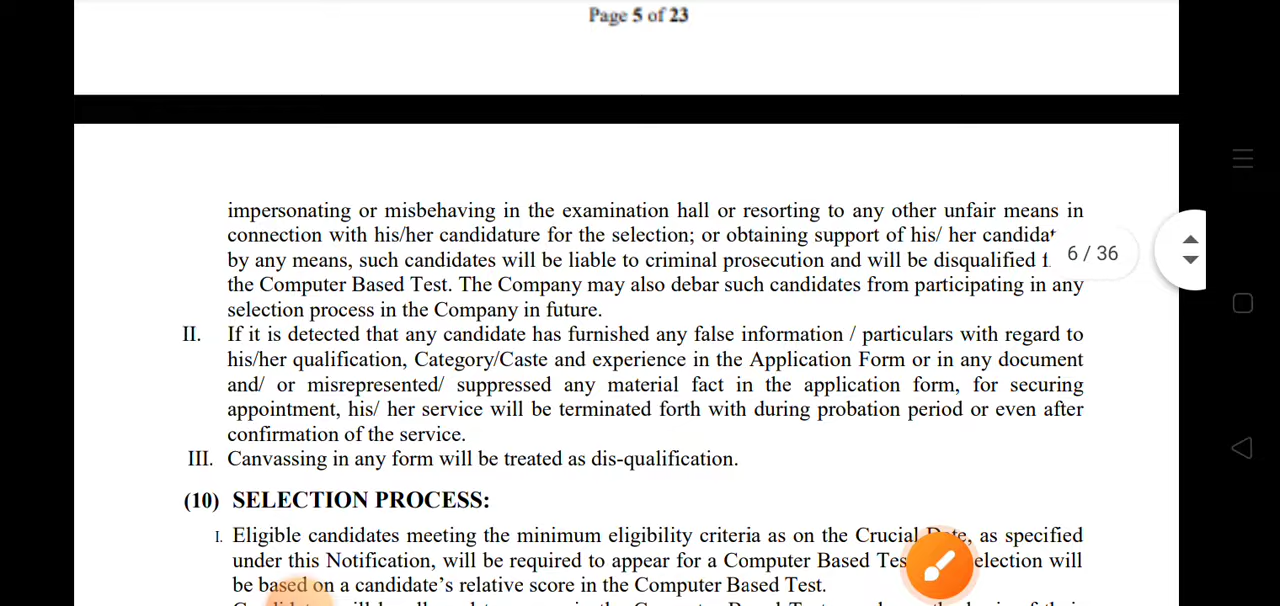 Page 5 of 23
impersonating or misbehaving in the examination hall or resorting to any other unfair means in
connection with his/her candidature for the selection; or obtaining support of his/ her
6 / 36
by any means, such candidates will be liable to criminal prosecution and will be disqualified
the Computer Based Test. The Company may also debar such candidates from participating in any
selection process in the Company in future.
II. If it is detected that any candidate has furnished any false information / particulars with regard to
his/her qualification, Category/Caste and experience in the Application Form or in any document
and/ or misrepresented/ suppressed any material fact in the application form, for securing
appointment, his/ her service will be terminated forth with during probation period or even after
confirmation of the service.
III. Canvassing in any form will be treated as dis-qualification.
(10) SELECTION PROCESS:
I. Eligible candidates meeting the minimum eligibility criteria as on the Crucial Date, as specified
under this Notification, will be required to appear for a Computer Based will
be based on a candidate's relative score in the Computer Based Test.